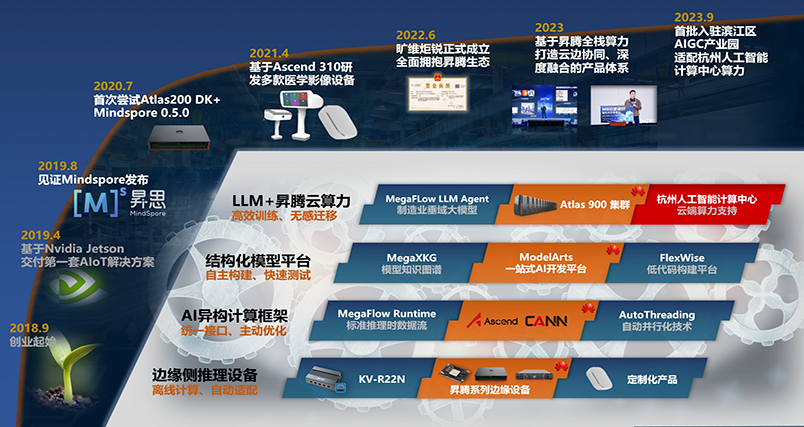 2018.9
创业起始
2019.4
基于Nvidia Jetson
交付第一套AIoT解决方案
2019.8
见证Mindspore发布
[M]s 昇思
MindSpore
2020.7
首次尝试Atlas200 DK+
Mindspore 0.5.0
2021.4
基于Ascend 310研
发多款医学影像设备
2022.6
旷维炬锐正式成立
全面拥抱昇腾生态
营业执照
2023
基于昇腾全栈算力
打造云边协同、深
度融合的产品体系
2023.9
首批入驻滨江区
AIGC产业园
适配杭州人工智能
计算中心算力
LLM+昇腾云算力
高效训练、无感迁移
MegaFLow LLM Agent
制造业垂域大模型
Atlas 900 集群
杭州人工智能计算中心
云端算力支持
结构化模型平台
自主构建、快速测试
MegaXKG
模型知识图谱
ModelArts
一站式AI开发平台
FlexWise
低代码构建平台
AI异构计算框架
统一接口、主动优化
MegaFlow Runtime
标准推理时数据流
Ascend CANN
AutoThreading
自动并行化技术
边缘侧推理设备
离线计算、自动适配
KV-R22N
昇腾系列边缘设备
定制化产品